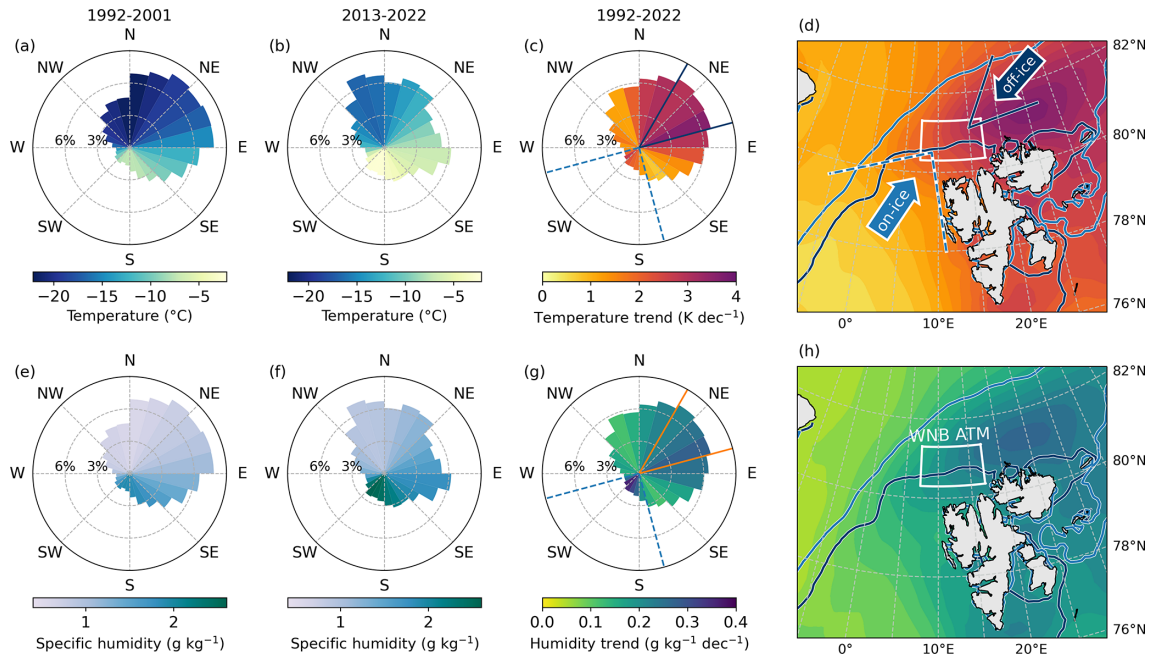 1992-2001
2013-2022
1992-2022
(a)
N
NE
E
SE
S
SW
W
NW
6%
3%
(b)
N
NE
E
SE
S
SW
W
NW
6%
3%
(c)
N
NE
E
SE
S
SW
W
NW
6%
3%
(d)
off-ice
on-ice
82°N
80°N
78°N
76°N
0°
10°E
20°E
−20
−15
−10
−5
Temperature (°C)
−20
−15
−10
−5
Temperature (°C)
0
1
2
3
4
Temperature trend (K dec⁻¹)
(e)
N
NE
E
SE
S
SW
W
NW
6%
3%
(f)
N
NE
E
SE
S
SW
W
NW
6%
3%
(g)
N
NE
E
SE
S
SW
W
NW
6%
3%
(h)
WNB ATM
82°N
80°N
78°N
76°N
0°
10°E
20°E
1
2
Specific humidity (g kg⁻¹)
1
2
Specific humidity (g kg⁻¹)
0.0
0.1
0.2
0.3
0.4
Humidity trend (g kg⁻¹ dec⁻¹)